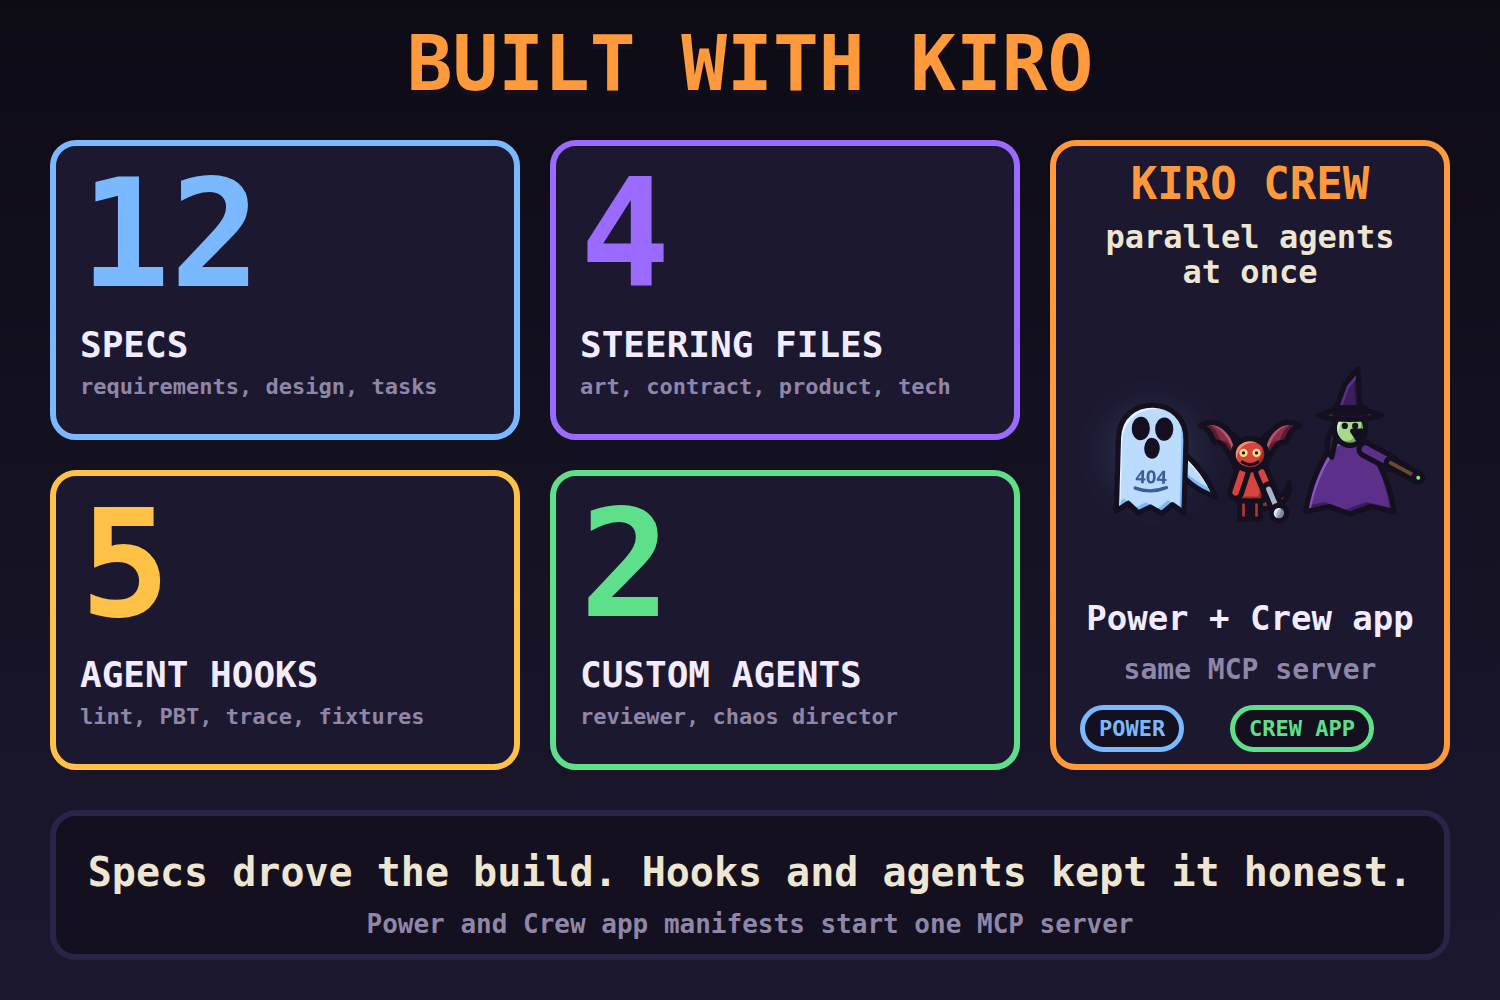 BUILT WITH KIRO
12
SPECS
requirements, design, tasks
4
STEERING FILES
art, contract, product, tech
5
AGENT HOOKS
lint, PBT, trace, fixtures
2
CUSTOM AGENTS
reviewer, chaos director
KIRO CREW
parallel agents
at once
404
Power + Crew app
same MCP server
POWER
CREW APP
Specs drove the build. Hooks and agents kept it honest.
Power and Crew app manifests start one MCP server